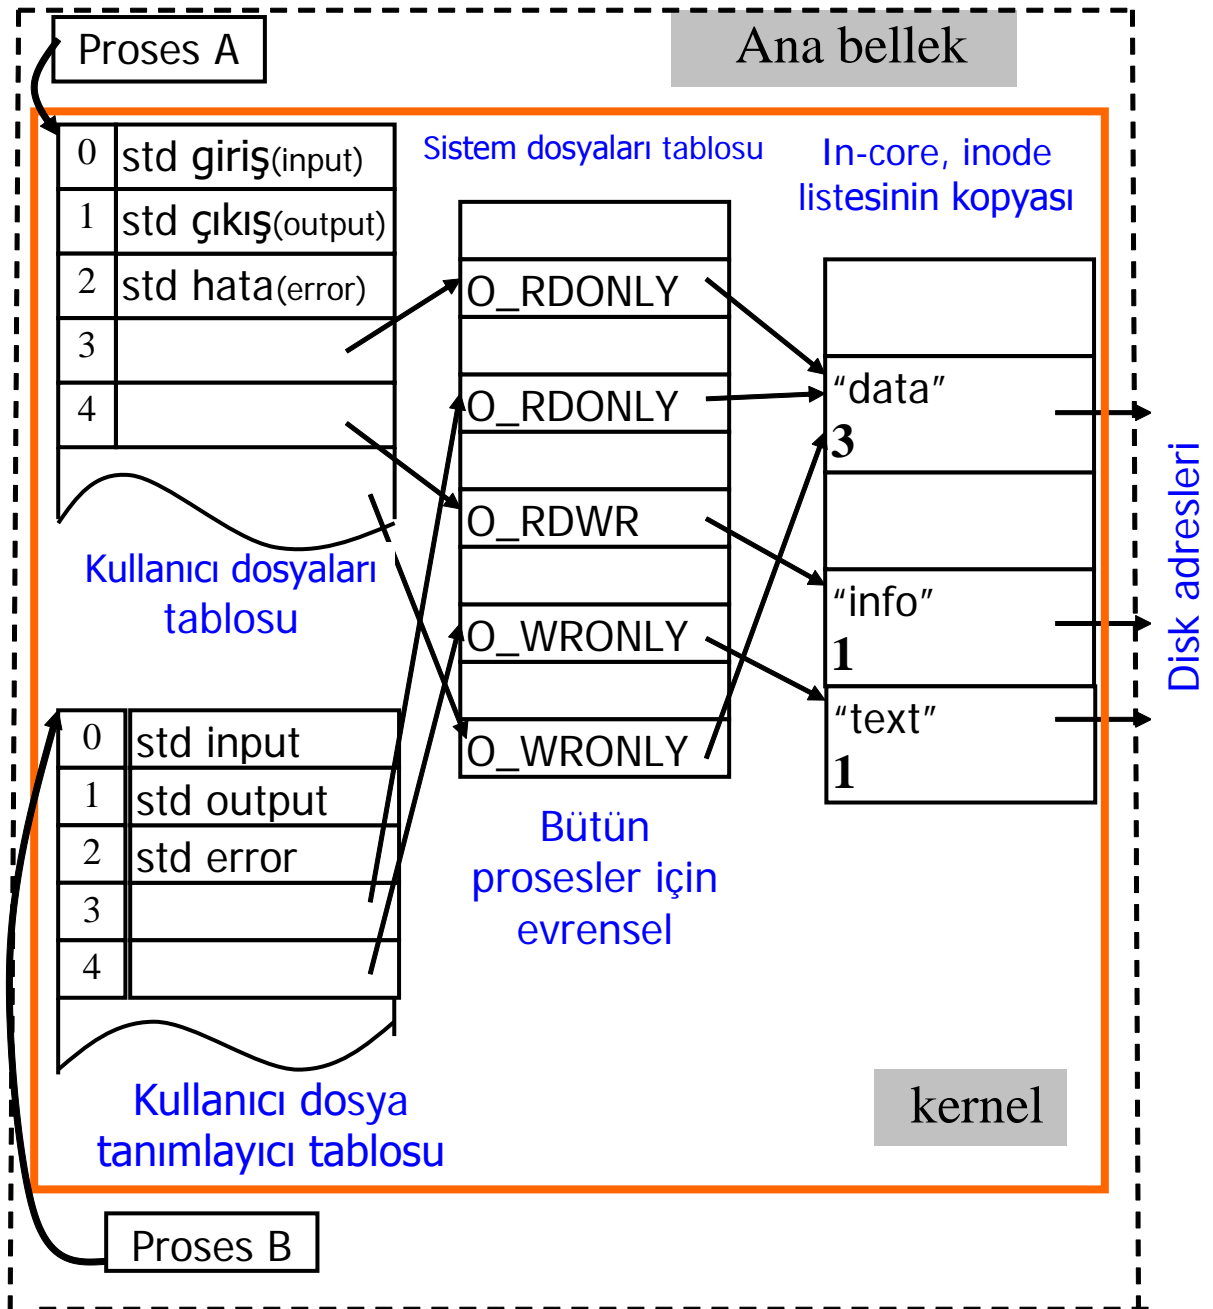 Proses A
Ana bellek
0 std giriş(input)
1 std çıkış(output)
2 std hata(error)
3
4
Kullanıcı dosyaları
tablosu
Sistem dosyaları tablosu
O_RDONLY
O_RDONLY
O_RDWR
O_WRONLY
O_WRONLY
Bütün
prosesler için
evrensel
In-core, inode
listesinin kopyası
"data"
3
"info"
1
"text"
1
Disk adresleri
0 std input
1 std output
2 std error
3
4
Kullanıcı dosya
tanımlayıcı tablosu
kernel
Proses B